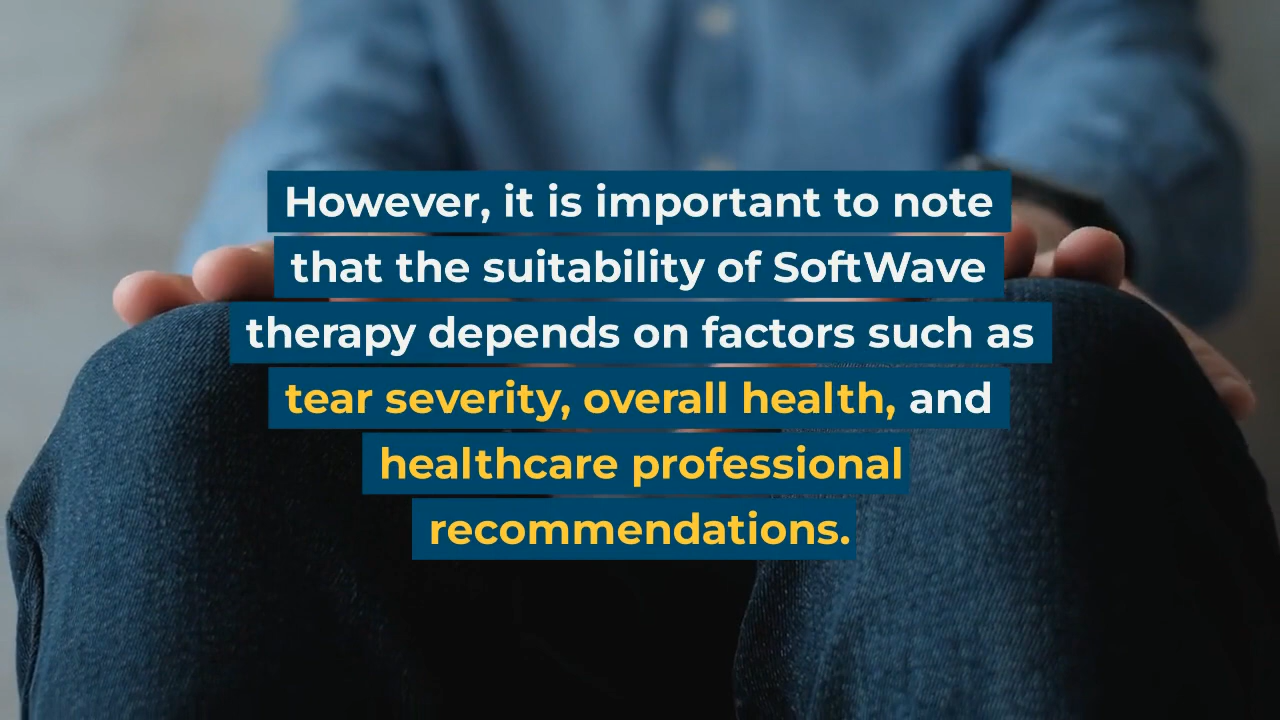 However, it is important to note
that the suitability of SoftWave
therapy depends on factors such as
tear severity, overall health, and
healthcare professional
recommendations.